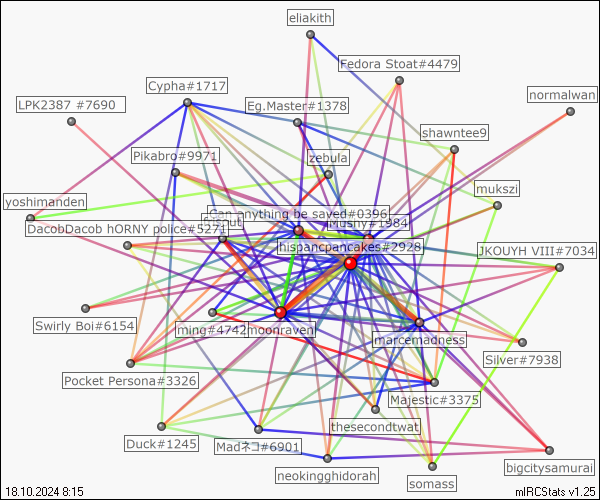 eliakith
Fedora Stoat#4479
Cypha#1717
normalwan
LPK2387 #7690
Eg.Master#1378
shawntee9
Pikabro#9971
zebula
mukszi
yoshimanden
Can anything be saved#0396
Mushy#1984
DacobDacob hORNY police#5271
hispancpancakes#2928
JKOUYH VIII#7034
Swirly Boi#6154
ming#4742
moonraven
marcemadness
Silver#7938
Pocket Persona#3326
Majestic#3375
thesecondtwat
Duck#1245
Madネコ#6901
bigcitysamurai
neokingghidorah
somass
18.10.2024 8:15
mIRCStats v1.25